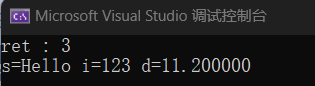 Microsoft Visual Studio 调试控制台
ret : 3
s=Hello i=123 d=11.200000